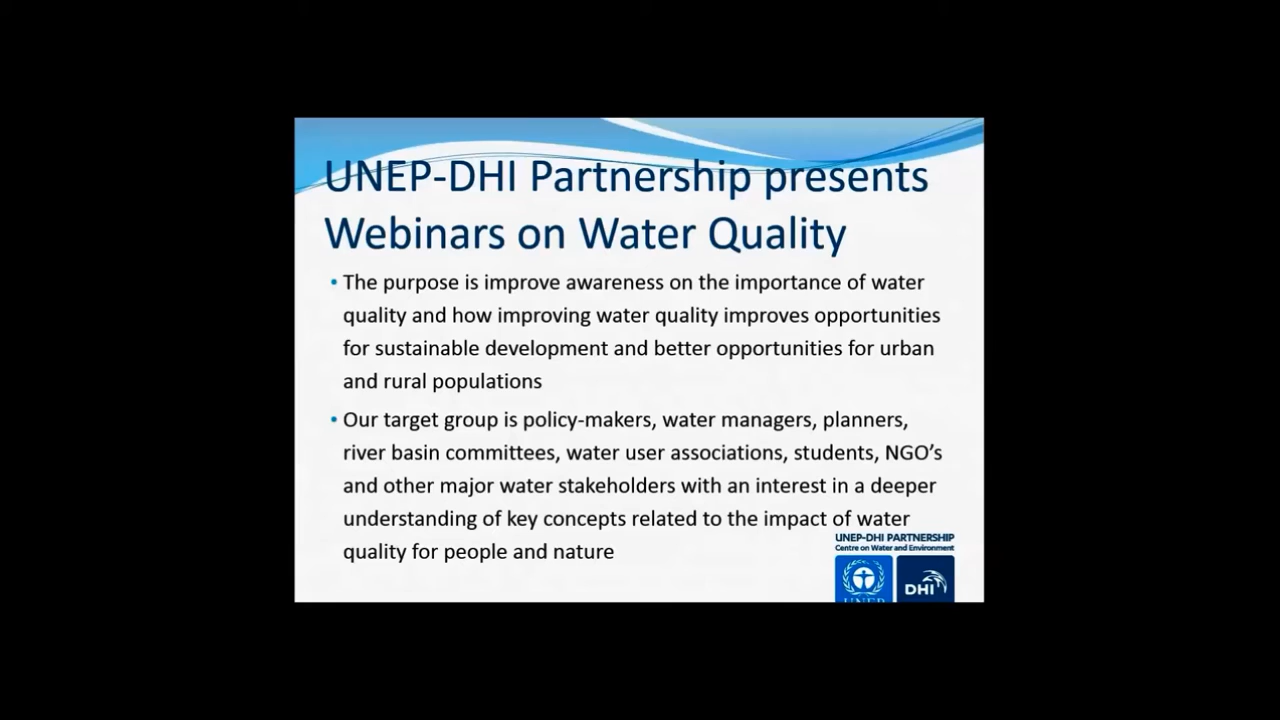 UNEP-DHI Partnership presents
Webinars on Water Quality
• The purpose is improve awareness on the importance of water
quality and how improving water quality improves opportunities
for sustainable development and better opportunities for urban
and rural populations
• Our target group is policy-makers, water managers, planners,
river basin committees, water user associations, students, NGO's
and other major water stakeholders with an interest in a deeper
understanding of key concepts related to the impact of water
quality for people and nature
UNEP-DHI PARTNERSHIP
Centre on Water and Environment
UNEP
DHI